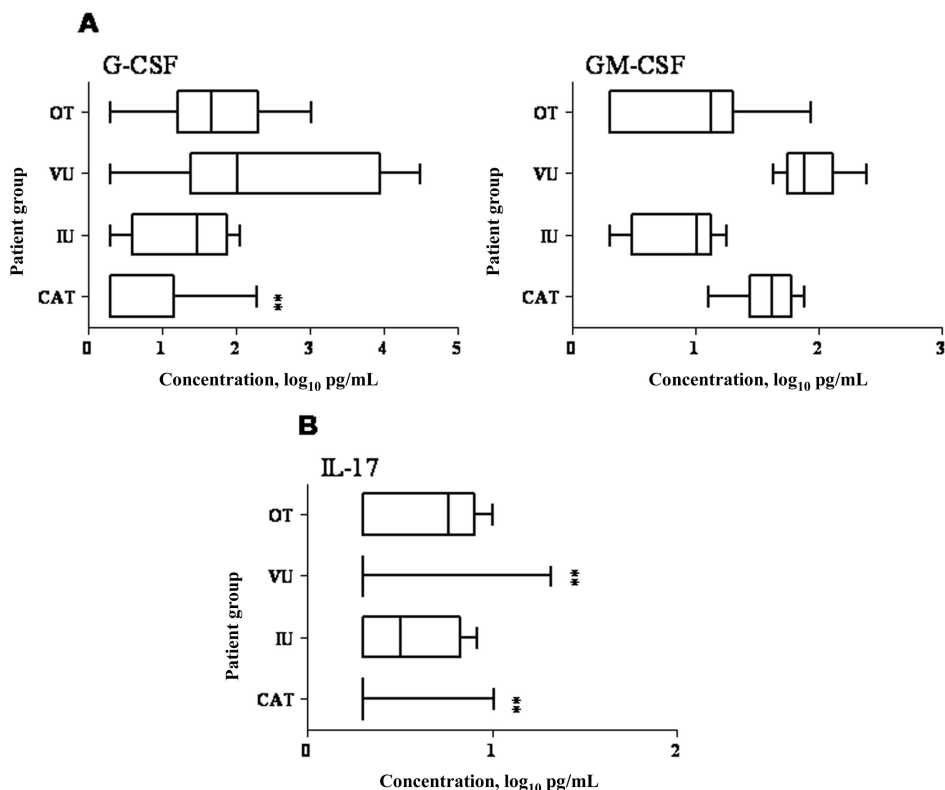 A
G-CSF
OT
VU
IU
CAT
**
Patient group
0 1 2 3 4 5
Concentration, log10 pg/mL
GM-CSF
OT
VU
IU
CAT
Patient group
0 1 2 3
Concentration, log10 pg/mL
B
IL-17
OT
VU
**
IU
CAT
**
Patient group
0 1 2
Concentration, log10 pg/mL